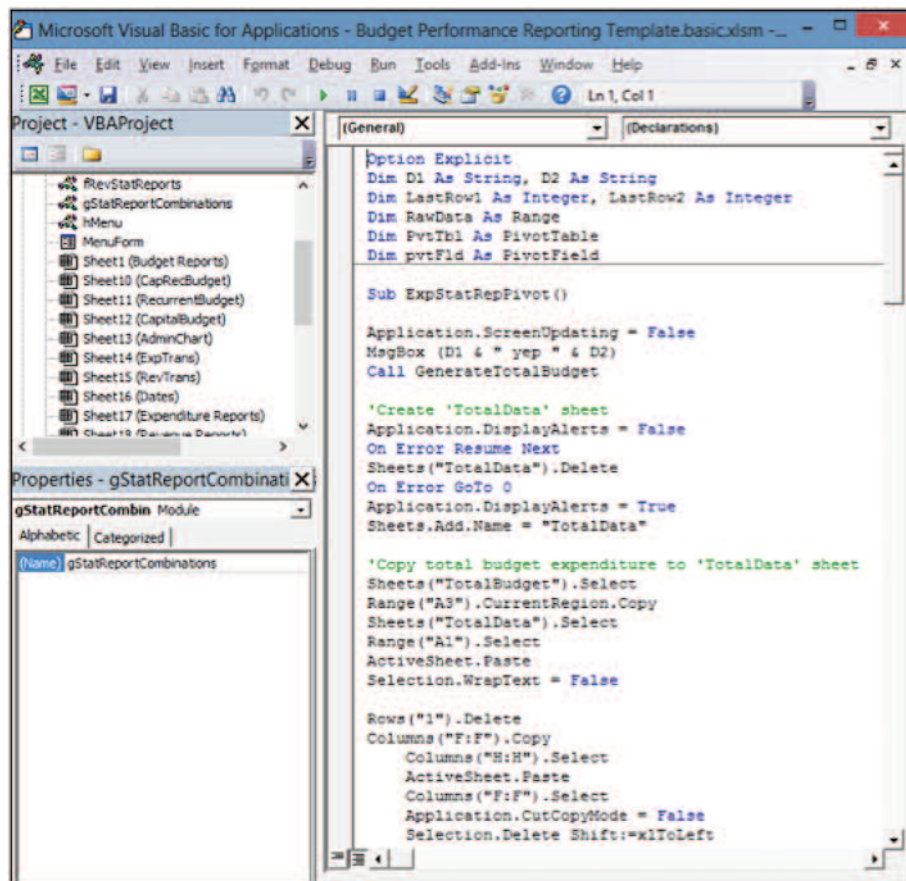 Microsoft Visual Basic for Applications - Budget Performance Reporting Template.basic.xlsm -...
File Edit View Insert Format Debug Run Tools Add-Ins Window Help
Ln 1, Col 1
Project - VBAProject
fRevStatReports
gStatReportCombinations
hMenu
MenuForm
Sheet1 (Budget Reports)
Sheet10 (CapRecBudget)
Sheet11 (RecurrentBudget)
Sheet12 (CapitalBudget)
Sheet13 (AdminChart)
Sheet14 (ExpTrans)
Sheet15 (RevTrans)
Sheet16 (Dates)
Sheet17 (Expenditure Reports)
Sheet18 (Revenue Reports)
Properties - gStatReportCombinati
gStatReportCombin Module
Alphabetic Categorized
(Name) gStatReportCombinations
(General) (Declarations)
Option Explicit
Dim D1 As String, D2 As String
Dim LastRow1 As Integer, LastRow2 As Integer
Dim RawData As Range
Dim PvtTbl As PivotTable
Dim pvtFld As PivotField
Sub ExpStatRepPivot()
Application.ScreenUpdating = False
MsgBox (D1 & " yep " & D2)
Call GenerateTotalBudget
'Create 'TotalData' sheet
Application.DisplayAlerts = False
On Error Resume Next
Sheets("TotalData").Delete
On Error GoTo 0
Application.DisplayAlerts = True
Sheets.Add.Name = "TotalData"
'Copy total budget expenditure to 'TotalData' sheet
Sheets("TotalBudget").Select
Range("A3").CurrentRegion.Copy
Sheets("TotalData").Select
Range("A1").Select
ActiveSheet.Paste
Selection.WrapText = False
Rows("1").Delete
Columns("F:F").Copy
Columns("H:H").Select
ActiveSheet.Paste
Columns("F:F").Select
Application.CutCopyMode = False
Selection.Delete Shift:=xlToLeft